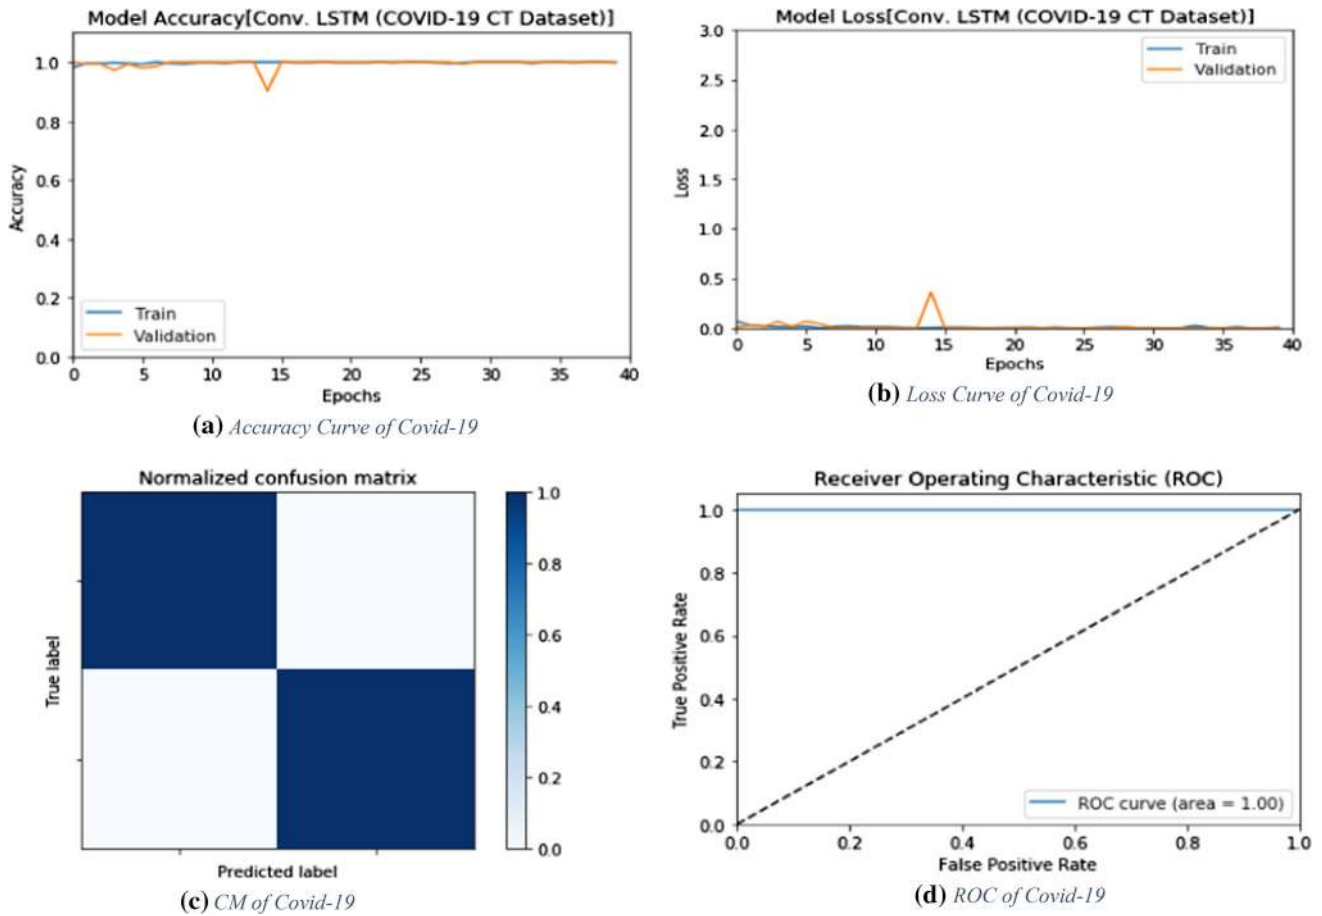 Model Accuracy[Conv. LSTM (COVID-19 CT Dataset)]
1.0
0.8
0.6
0.4
0.2
0.0
Accuracy
Train
Validation
0 5 10 15 20 25 30 35 40
Epochs
(a) Accuracy Curve of Covid-19
Model Loss[Conv. LSTM (COVID-19 CT Dataset)]
3.0
2.5
2.0
1.5
1.0
0.5
0.0
Loss
Train
Validation
0 5 10 15 20 25 30 35 40
Epochs
(b) Loss Curve of Covid-19
Normalized confusion matrix
True label
Predicted label
1.0
0.8
0.6
0.4
0.2
0.0
(c) CM of Covid-19
Receiver Operating Characteristic (ROC)
1.0
0.8
0.6
0.4
0.2
0.0
True Positive Rate
ROC curve (area = 1.00)
0.0 0.2 0.4 0.6 0.8 1.0
False Positive Rate
(d) ROC of Covid-19